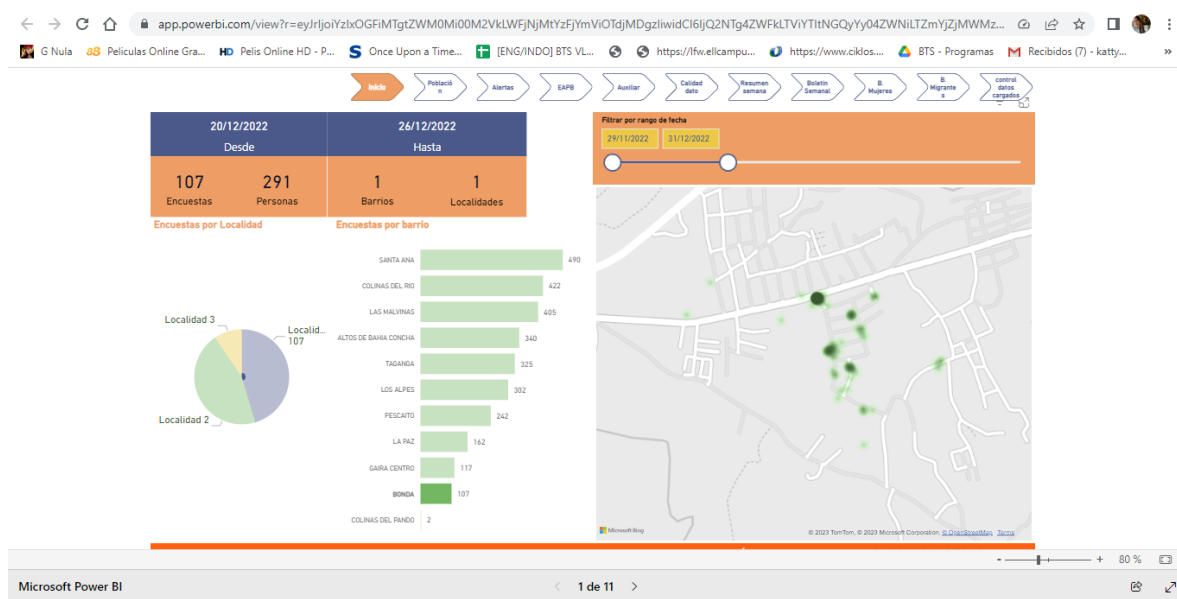 app.powerbi.com/view?r=eyJrIjoiYzIxOGFiMTgtZWM0Mi00M2VkLWFjNjMtYzFjYmViOTdjMDgzIiwidCI6IjQ2NTg4ZWFkLTViYTItNGQyYy04ZWNiLTZmYjZjMWMz...
G Nula
Peliculas Online Gra...
HD Pelis Online HD - P...
S Once Upon a Time...
[ENG/INDO] BTS VL...
https://lfw.ellcampu...
https://www.ciklos....
BTS - Programas
Recibidos (7) - katty...
»
Inicio
Població
n
Alertas
EAPB
Auxiliar
Calidad
dato
Resumen
semana
Boletin
Semanal
B.
Mujeres
B.
Migrante
s
control
datos
cargados
20/12/2022
Desde
26/12/2022
Hasta
107
Encuestas
291
Personas
1
Barrios
1
Localidades
Filtrar por rango de fecha
29/11/2022
31/12/2022
Encuestas por Localidad
Localidad 3
Localid...
107
Localidad 2
Encuestas por barrio
SANTA ANA 490
COLINAS DEL RIO 422
LAS MALVINAS 405
ALTOS DE BAHIA CONCHA 340
TAGANGA 325
LOS ALPES 302
PESCAITO 242
LA PAZ 162
GAIRA CENTRO 117
BONDA 107
COLINAS DEL PANDO 2
Microsoft Bing
© 2023 TomTom, © 2023 Microsoft Corporation, © OpenStreetMap Terms
- + 80 %
Microsoft Power BI
< 1 de 11 >